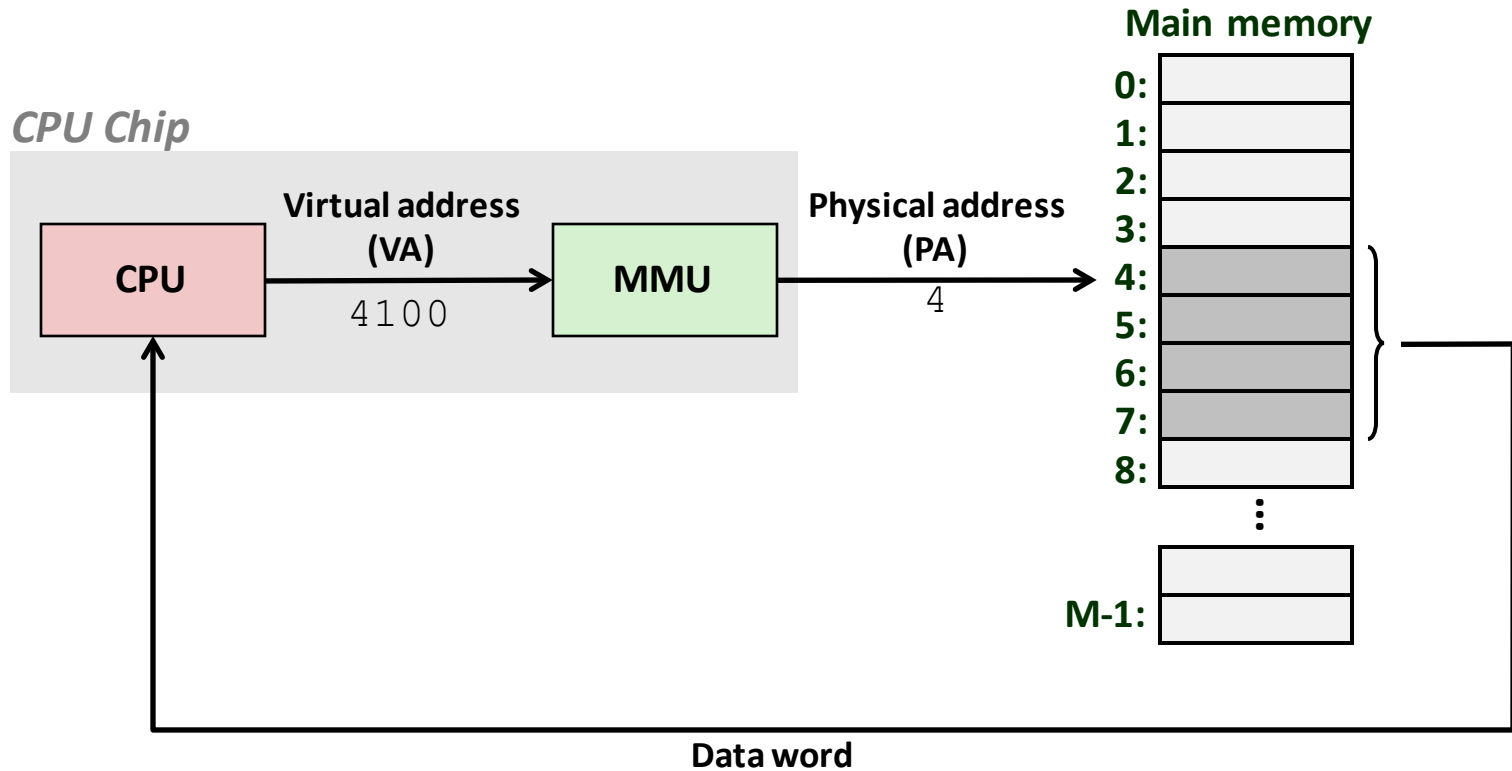 Main memory
CPU Chip
Virtual address
(VA)
4100
Physical address
(PA)
4
CPU
MMU
0:
1:
2:
3:
4:
5:
6:
7:
8:
...
M-1:
Data word